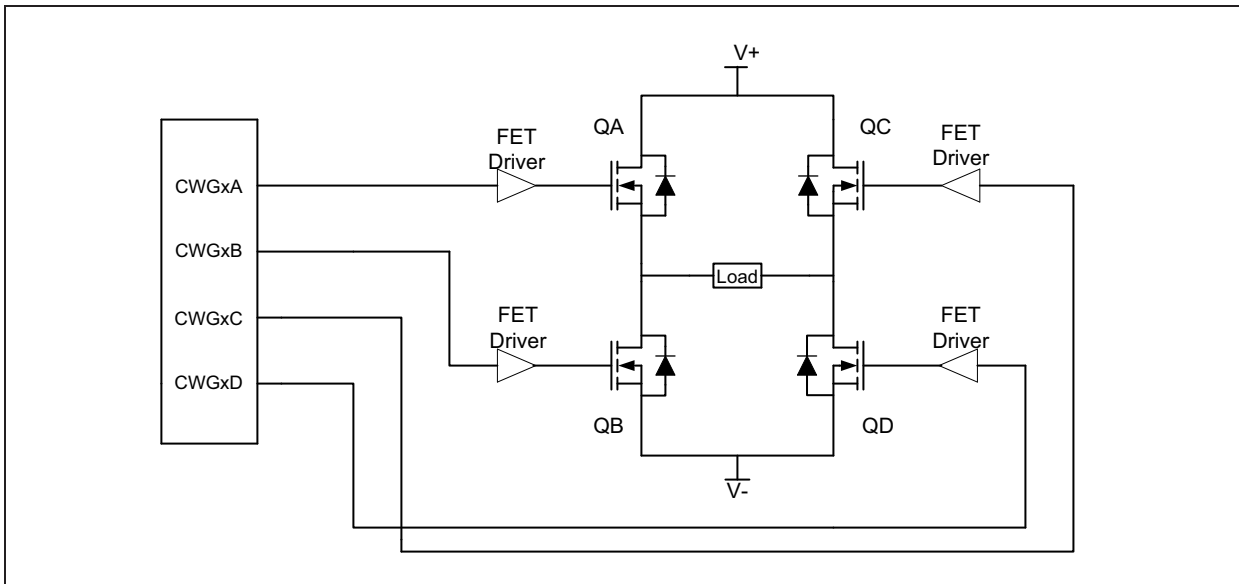 V+
QA
QC
FET
Driver
FET
Driver
CWGxA
CWGxB
Load
CWGxC
FET
Driver
FET
Driver
CWGxD
QB
QD
V-